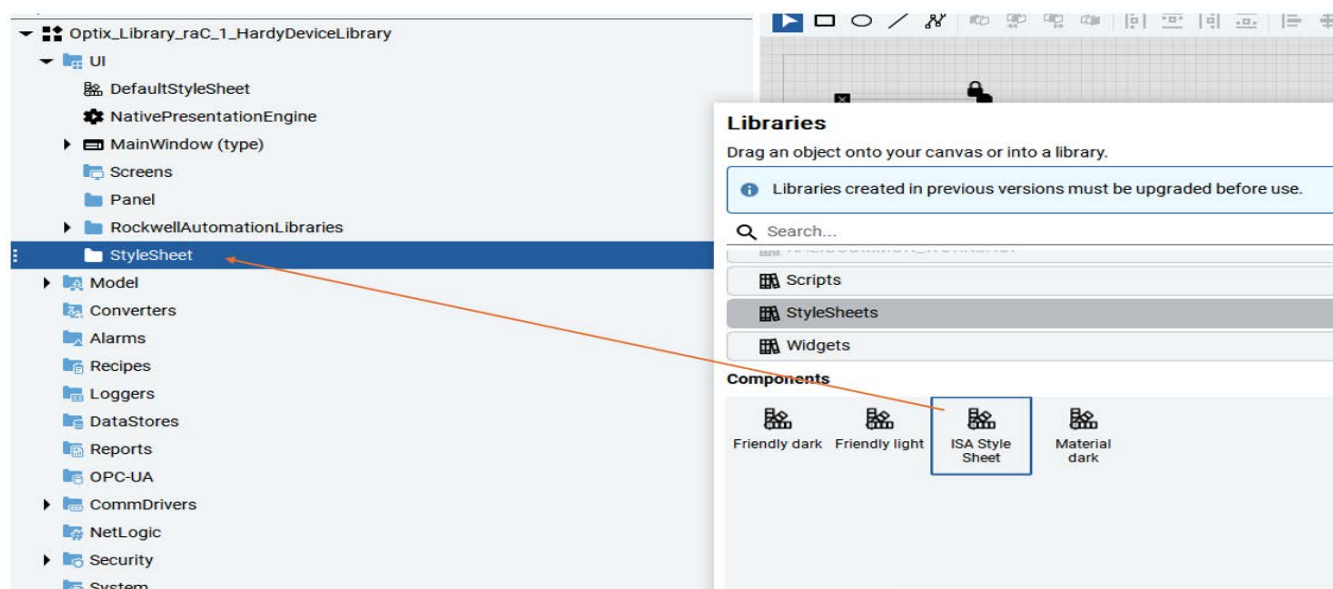 Optix_Library_raC_1_HardyDeviceLibrary
UI
DefaultStyleSheet
NativePresentationEngine
MainWindow (type)
Screens
Panel
RockwellAutomationLibraries
StyleSheet
Model
Converters
Alarms
Recipes
Loggers
DataStores
Reports
OPC-UA
CommDrivers
NetLogic
Security
System
Libraries
Drag an object onto your canvas or into a library.
Libraries created in previous versions must be upgraded before use.
Search...
Scripts
StyleSheets
Widgets
Components
Friendly dark
Friendly light
ISA Style
Sheet
Material
dark